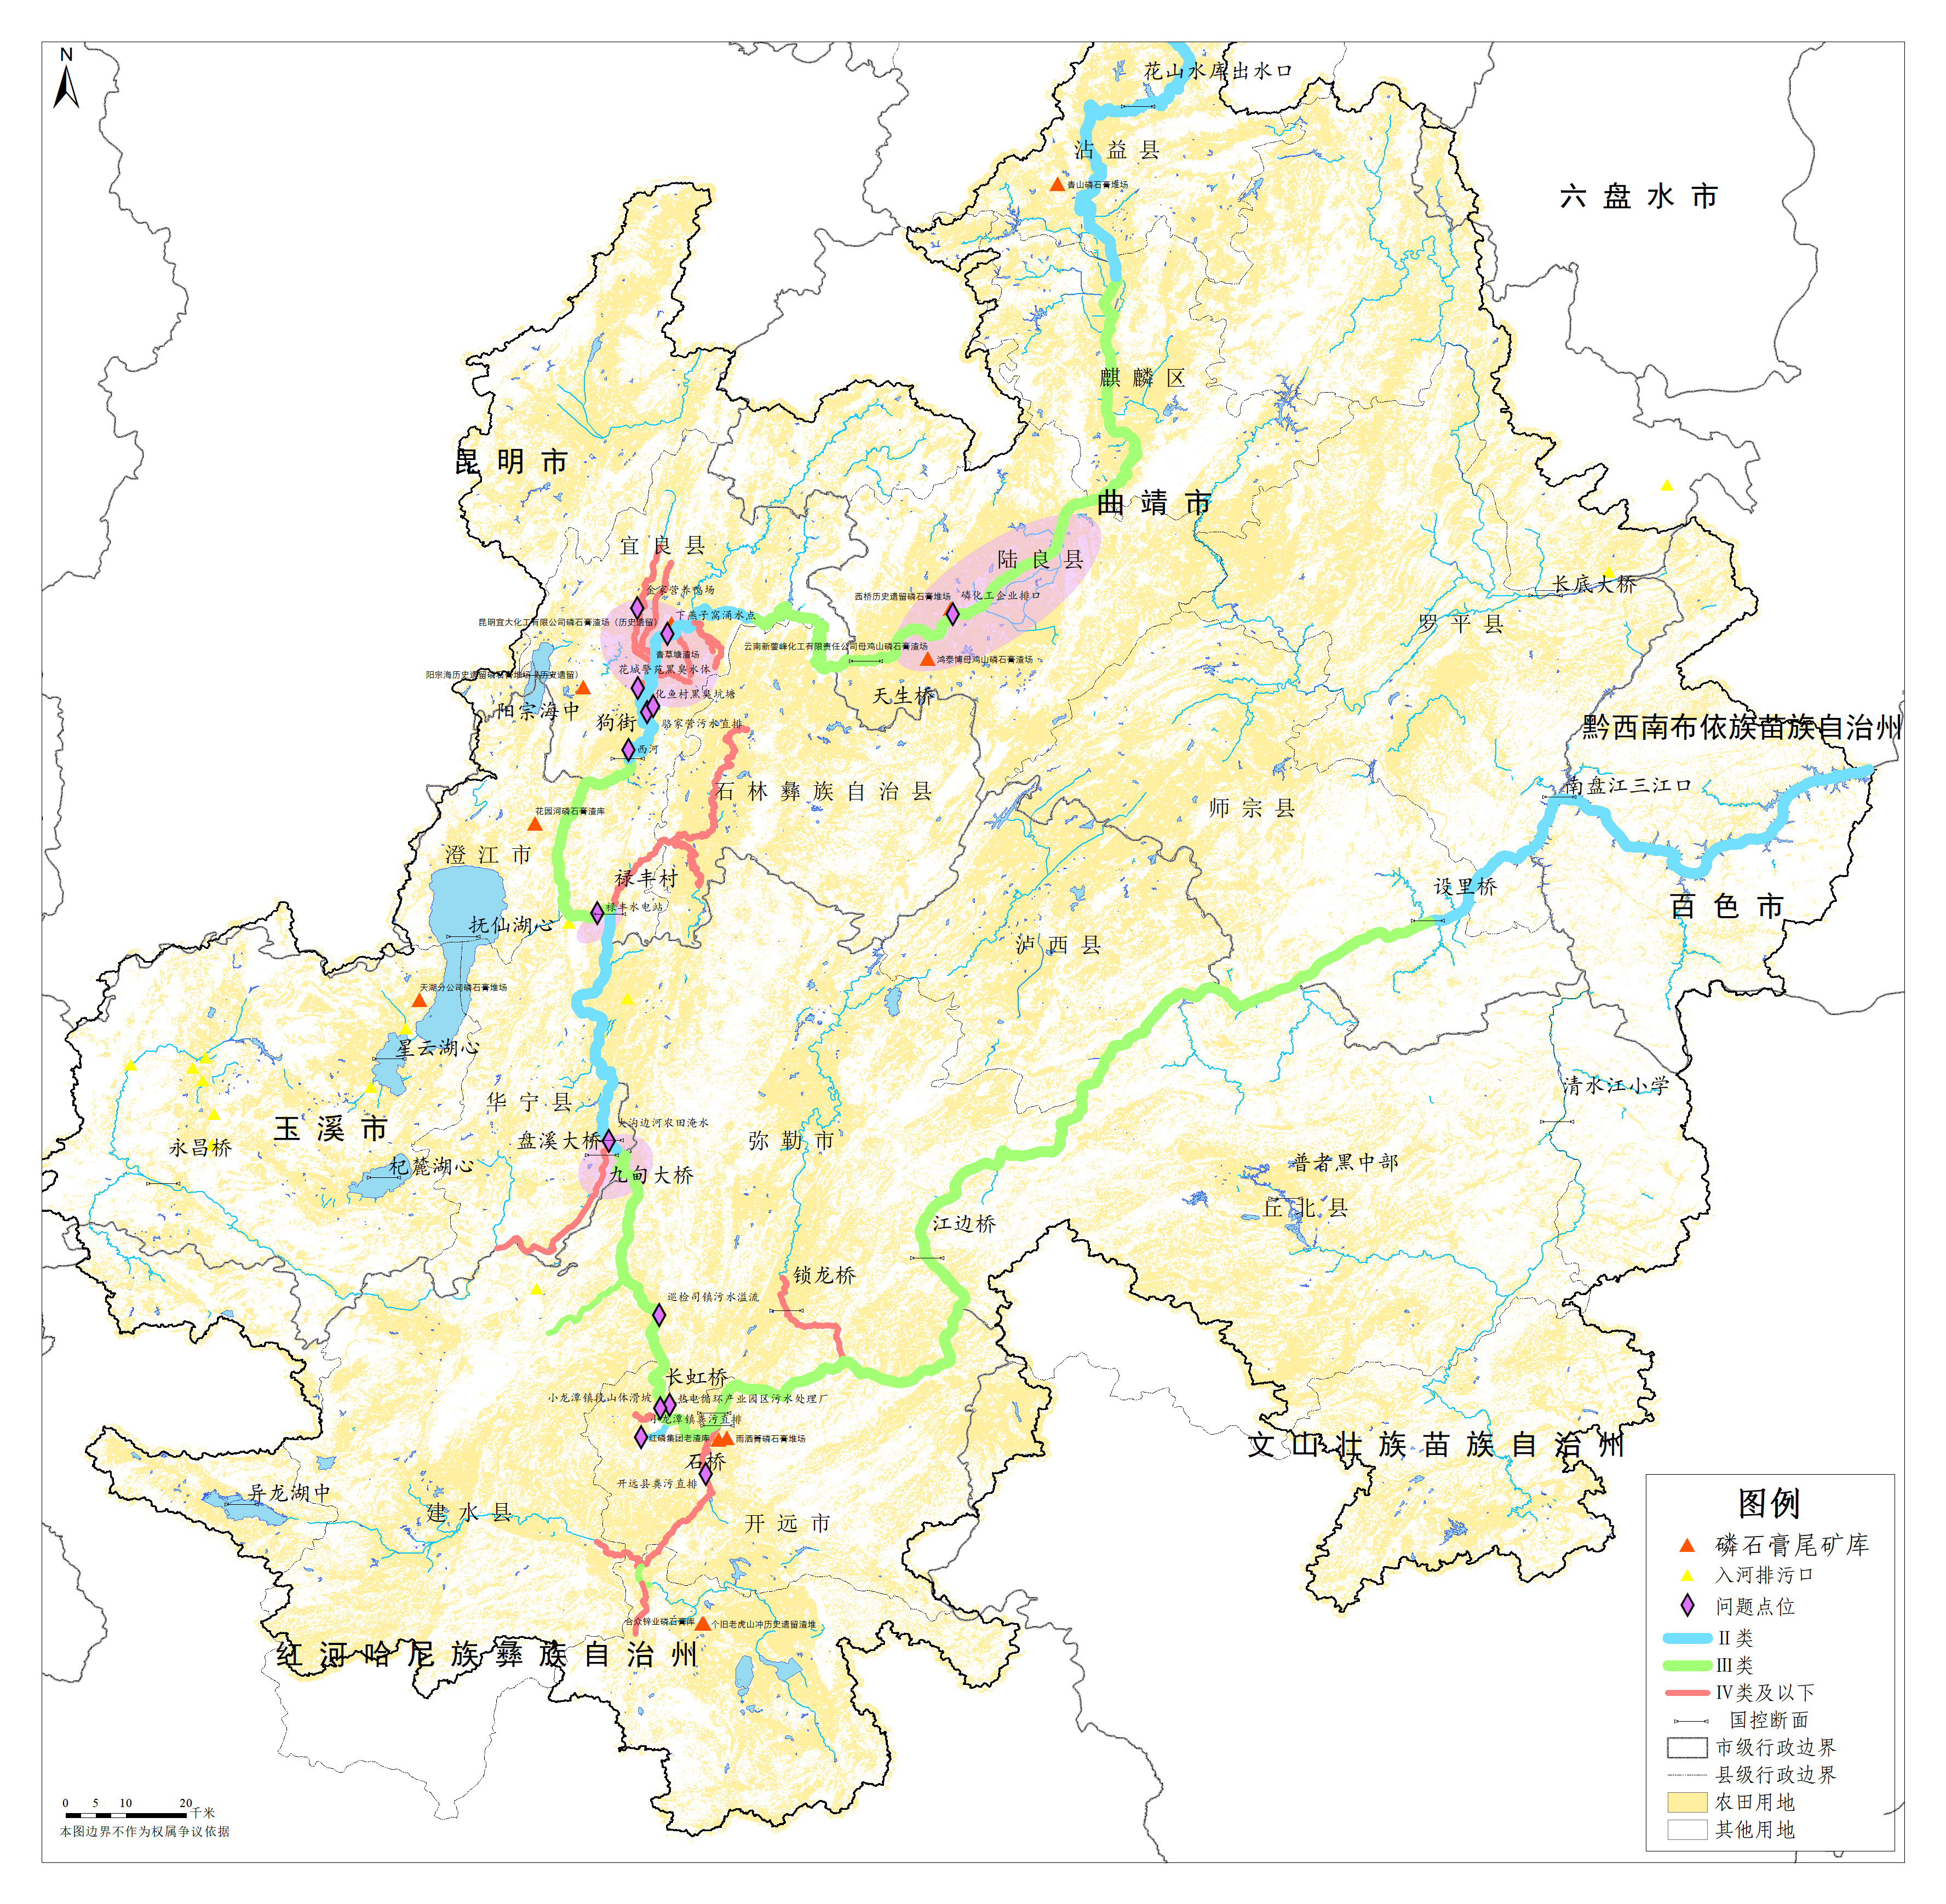 N
花山水库出水口
沾益县
青山磷石膏堆场
六盘水市
麒麟区
昆明市
曲靖市
宜良县
陆良县
长底大桥
企家营养鸭场
西桥历史遗留磷石膏堆场
磷化工企业排口
下燕子窝涌水点
昆明宜大化工有限公司磷石膏渣场（历史遗留）
罗平县
云南新蓥峰化工有限责任公司母鸡山磷石膏渣场
青草塘渣场
鸿泰博母鸡山磷石膏渣场
花城警苑黑臭水体
化鱼村黑臭坑塘
天生桥
阳宗海中
狗街
骆家营污水直排
黔西南布依族苗族自治州
西河
南盘江三江口
石林彝族自治县
师宗县
花园河磷石膏渣库
澄江市
禄丰村
设里桥
百色市
禄丰水电站
抚仙湖心
泸西县
天湖分公司磷石膏堆场
星云湖心
清水江小学
华宁县
大沟边河农田淹水
玉溪市
盘溪大桥
弥勒市
永昌桥
杞麓湖心
九甸大桥
普者黑中部
丘北县
江边桥
锁龙桥
巡检司镇污水溢流
长虹桥
小龙潭镇段山体滑坡
热电循环产业园区污水处理厂
小龙潭镇粪污直排
红磷集团老渣库
雨洒箐磷石膏堆场
文山壮族苗族自治州
石桥
开远县粪污直排
异龙湖中
建水县
开远市
合众锌业磷石膏库
个旧老虎山冲历史遗留渣堆
红河哈尼族彝族自治州
图例
磷石膏尾矿库
入河排污口
问题点位
II类
III类
IV类及以下
国控断面
市级行政边界
县级行政边界
农田用地
其他用地
0 5 10 20
千米
本图边界不作为权属争议依据